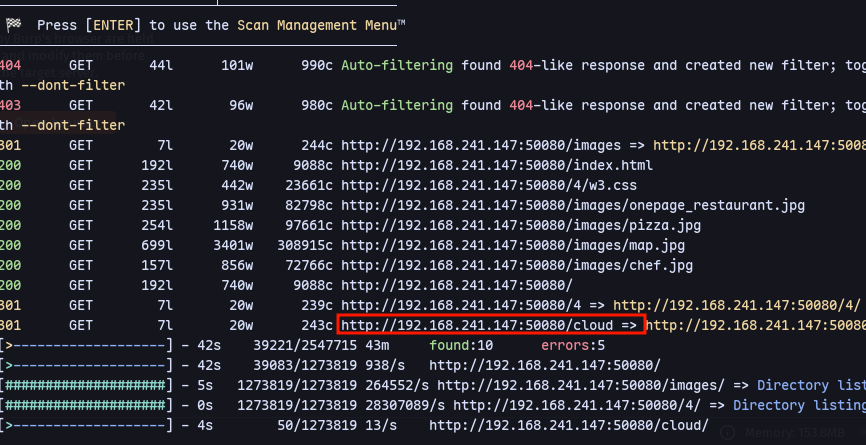 Press [ENTER] to use the Scan Management Menu™
404 GET 44l 101w 990c Auto-filtering found 404-like response and created new filter; tog
th --dont-filter
403 GET 42l 96w 980c Auto-filtering found 404-like response and created new filter; tog
th --dont-filter
301 GET 7l 20w 244c http://192.168.241.147:50080/images => http://192.168.241.147:5008
200 GET 192l 740w 9088c http://192.168.241.147:50080/index.html
200 GET 235l 442w 23661c http://192.168.241.147:50080/4/w3.css
200 GET 235l 931w 82798c http://192.168.241.147:50080/images/onepage_restaurant.jpg
200 GET 254l 1158w 97661c http://192.168.241.147:50080/images/pizza.jpg
200 GET 699l 3401w 308915c http://192.168.241.147:50080/images/map.jpg
200 GET 157l 856w 72766c http://192.168.241.147:50080/images/chef.jpg
200 GET 192l 740w 9088c http://192.168.241.147:50080/
301 GET 7l 20w 239c http://192.168.241.147:50080/4 => http://192.168.241.147:50080/4/
301 GET 7l 20w 243c http://192.168.241.147:50080/cloud => http://192.168.241.147:5008
[>-------------------] - 42s 39221/2547715 43m found:10 errors:5
[>-------------------] - 42s 39083/1273819 938/s http://192.168.241.147:50080/
[####################] - 5s 1273819/1273819 264552/s http://192.168.241.147:50080/images/ => Directory list
[####################] - 0s 1273819/1273819 28307089/s http://192.168.241.147:50080/4/ => Directory listing
[>-------------------] - 4s 50/1273819 13/s http://192.168.241.147:50080/cloud/
Memory: 153.8MB